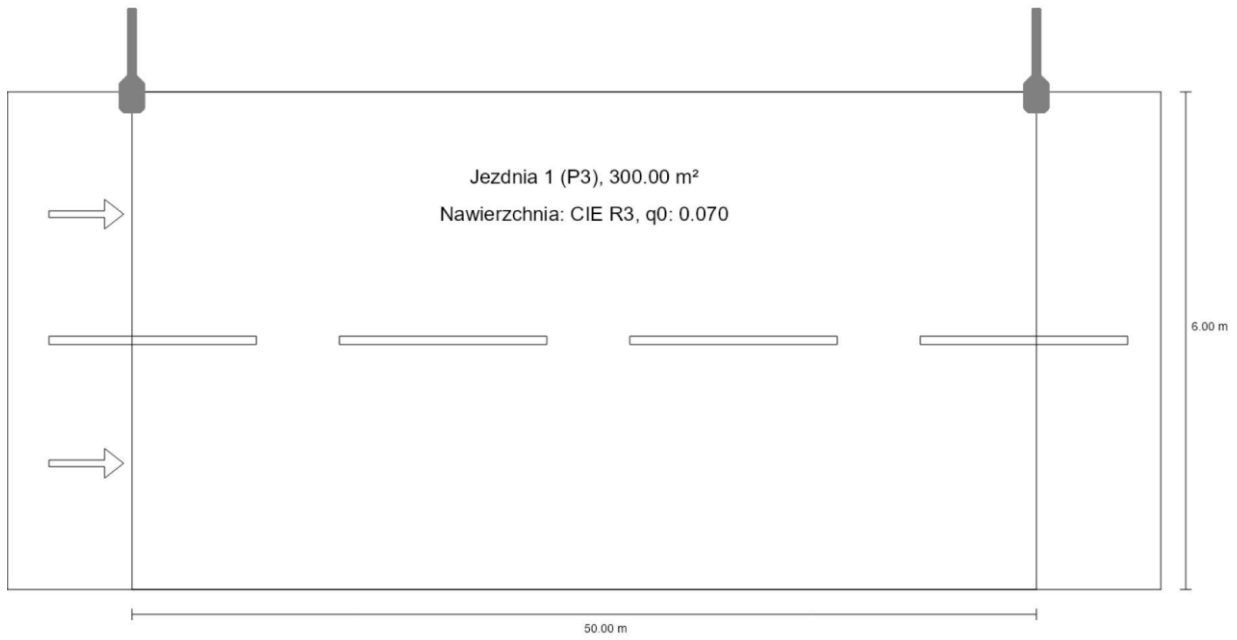 Jezdnia 1 (P3), 300.00 m²
Nawierzchnia: CIE R3, q0: 0.070
6.00 m
50.00 m